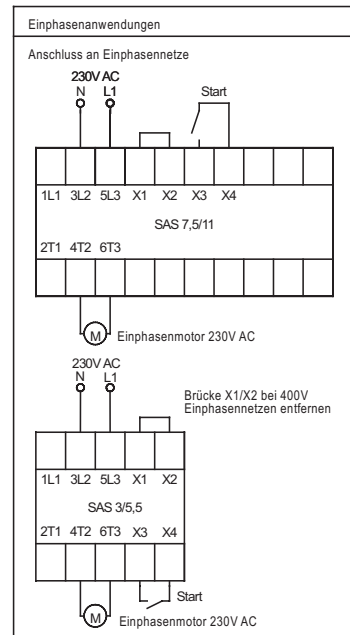 Einphasenanwendungen
Anschluss an Einphasennetze
230V AC
N L1
Start
1L1 3L2 5L3 X1 X2 X3 X4
SAS 7,5/11
2T1 4T2 6T3
M Einphasenmotor 230V AC
230V AC
N L1
Brücke X1/X2 bei 400V
Einphasennetzen entfernen
1L1 3L2 5L3 X1 X2
SAS 3/5,5
2T1 4T2 6T3 X3 X4
Start
M Einphasenmotor 230V AC